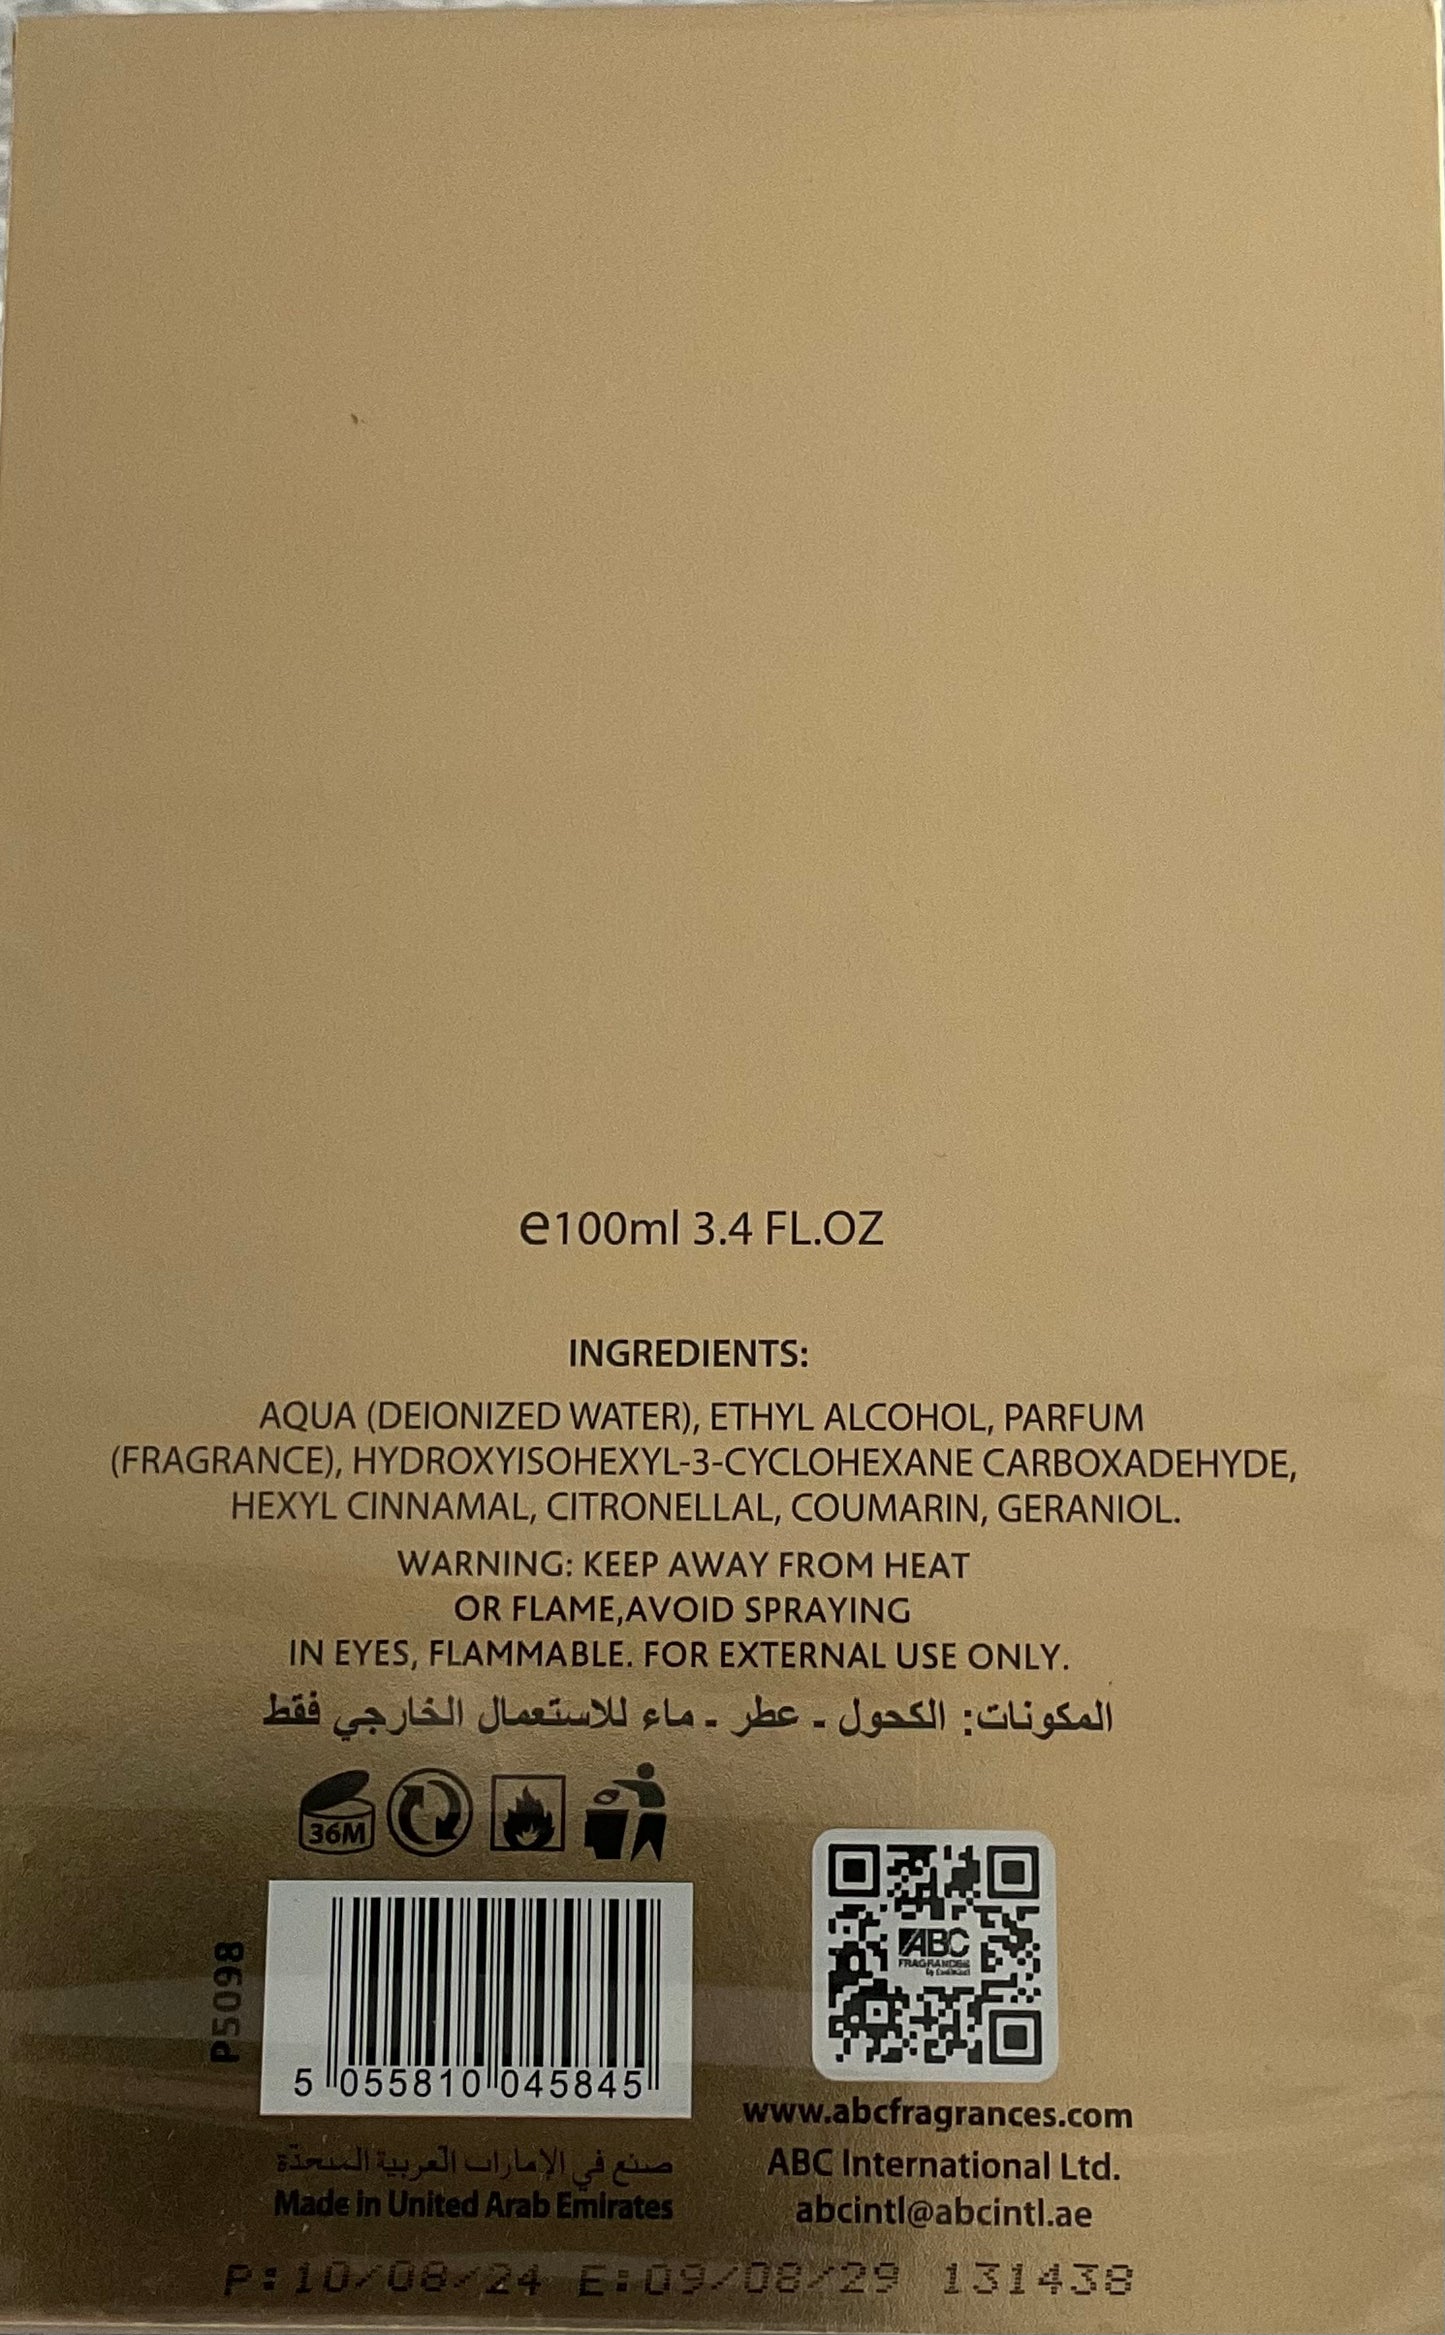 e100ml 3.4 FL.OZ
INGREDIENTS:
AQUA (DEIONIZED WATER), ETHYL ALCOHOL, PARFUM
(FRAGRANCE), HYDROXYISOHEXYL-3-CYCLOHEXANE CARBOXADEHYDE,
HEXYL CINNAMAL, CITRONELLAL, COUMARIN, GERANIOL.
WARNING: KEEP AWAY FROM HEAT
OR FLAME,AVOID SPRAYING
IN EYES, FLAMMABLE. FOR EXTERNAL USE ONLY.
المكونات: الكحول - عطر - ماء للاستعمال الخارجي فقط
36M
P5098
5 055810 045845
صنع في الإمارات العربية المتحدة
Made in United Arab Emirates
ABC
FRAGRANCES
www.abcfragrances.com
ABC International Ltd.
abcintl@abcintl.ae
P:10/08/24 E:09/08/29 131438